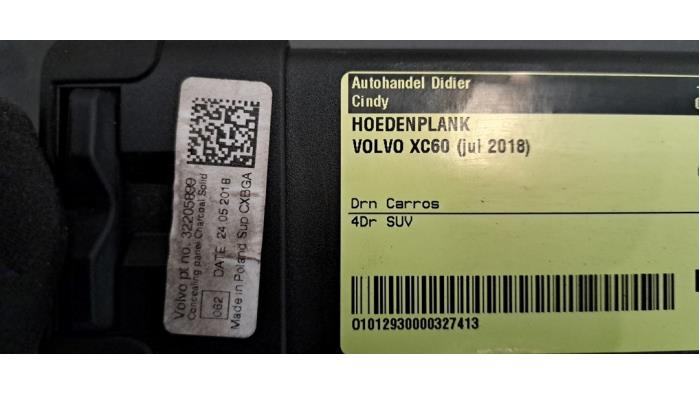 Volvo pt no. 32205899
Concealing panel Charcoal Solid
062 DATE 24 05 2018
Made in Poland Sup CXBGA
Autohandel Didier
Cindy
HOEDENPLANK
VOLVO XC60 (jul 2018)
Drn Carros
4Dr SUV
01012930000327413